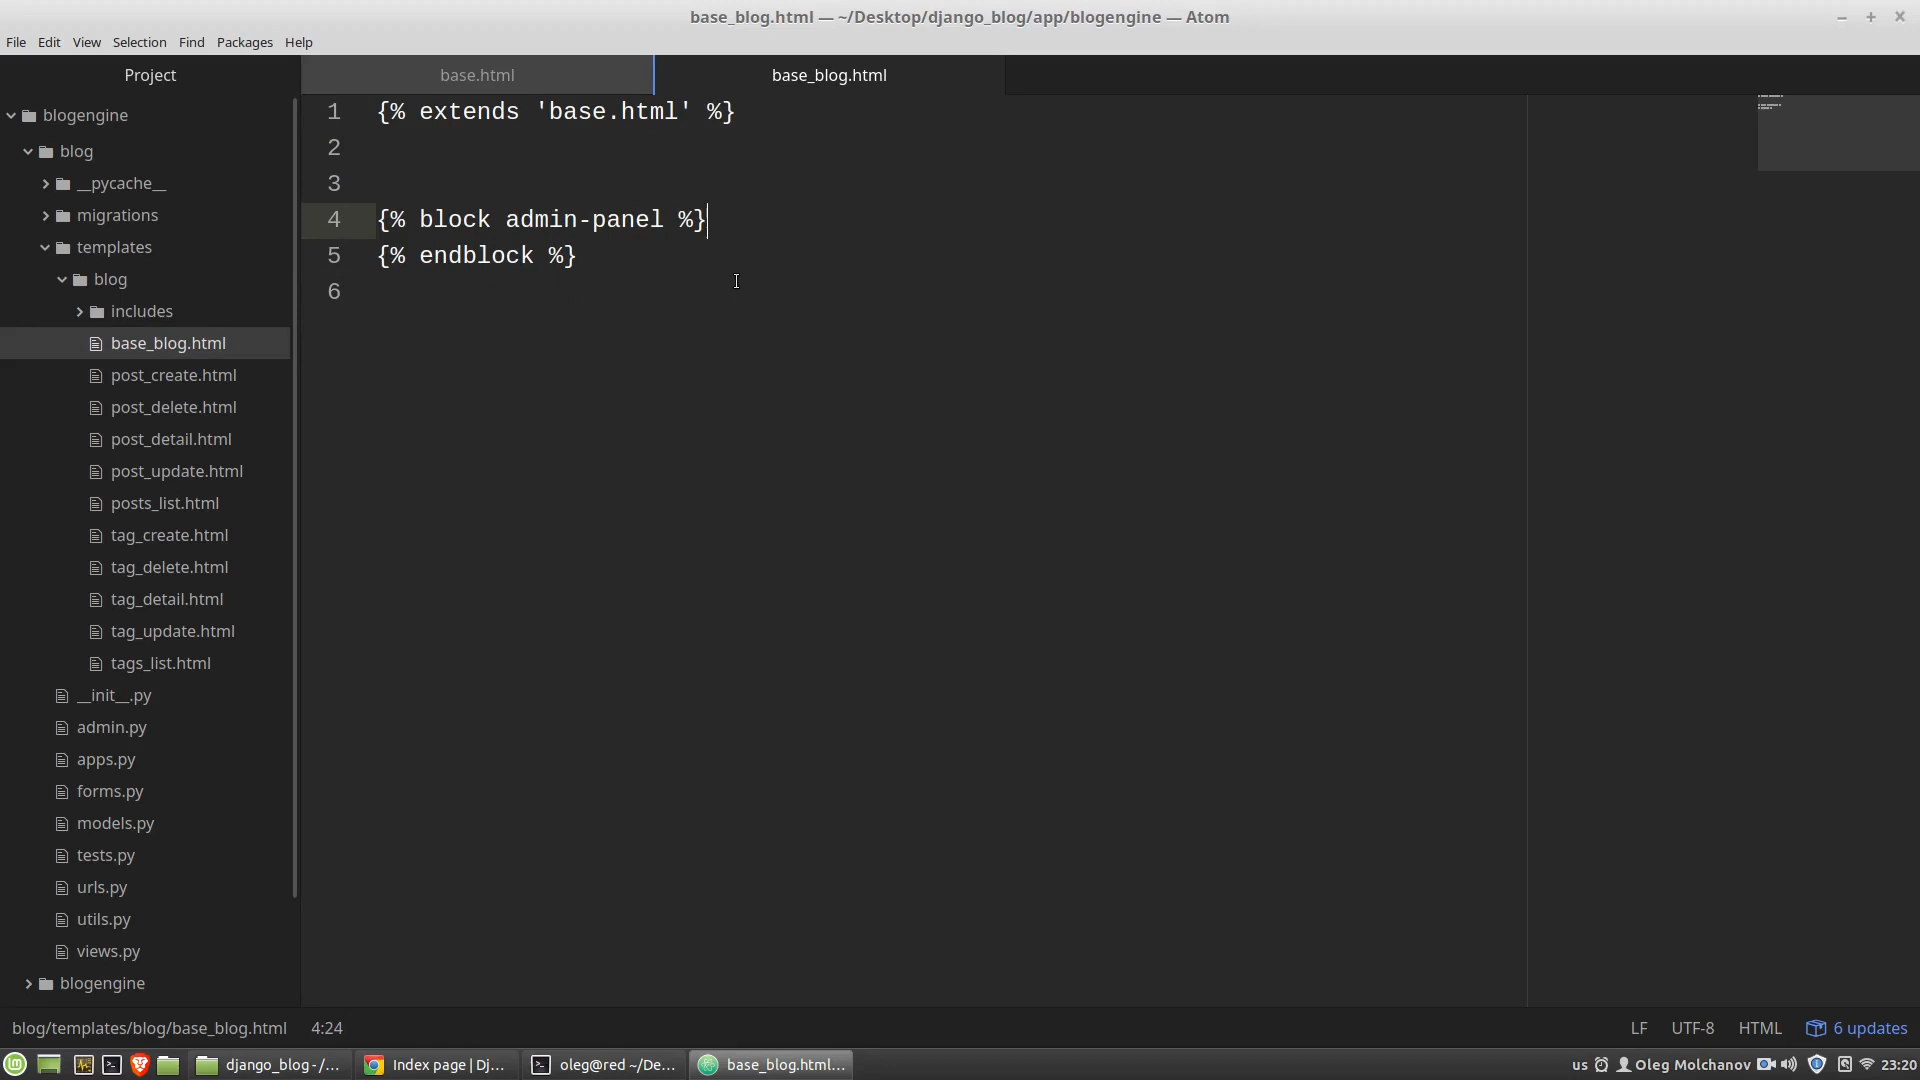 base_blog.html — ~/Desktop/django_blog/app/blogengine — Atom
File Edit View Selection Find Packages Help
Project
base.html
base_blog.html
blogengine
blog
__pycache__
migrations
templates
blog
includes
base_blog.html
post_create.html
post_delete.html
post_detail.html
post_update.html
posts_list.html
tag_create.html
tag_delete.html
tag_detail.html
tag_update.html
tags_list.html
__init__.py
admin.py
apps.py
forms.py
models.py
tests.py
urls.py
utils.py
views.py
blogengine
1 {% extends 'base.html' %}
2
3
4 {% block admin-panel %}
5 {% endblock %}
6
blog/templates/blog/base_blog.html 4:24 LF UTF-8 HTML 6 updates
django_blog - /... Index page | Dj... oleg@red ~/De... base_blog.html... us Oleg Molchanov 23:20